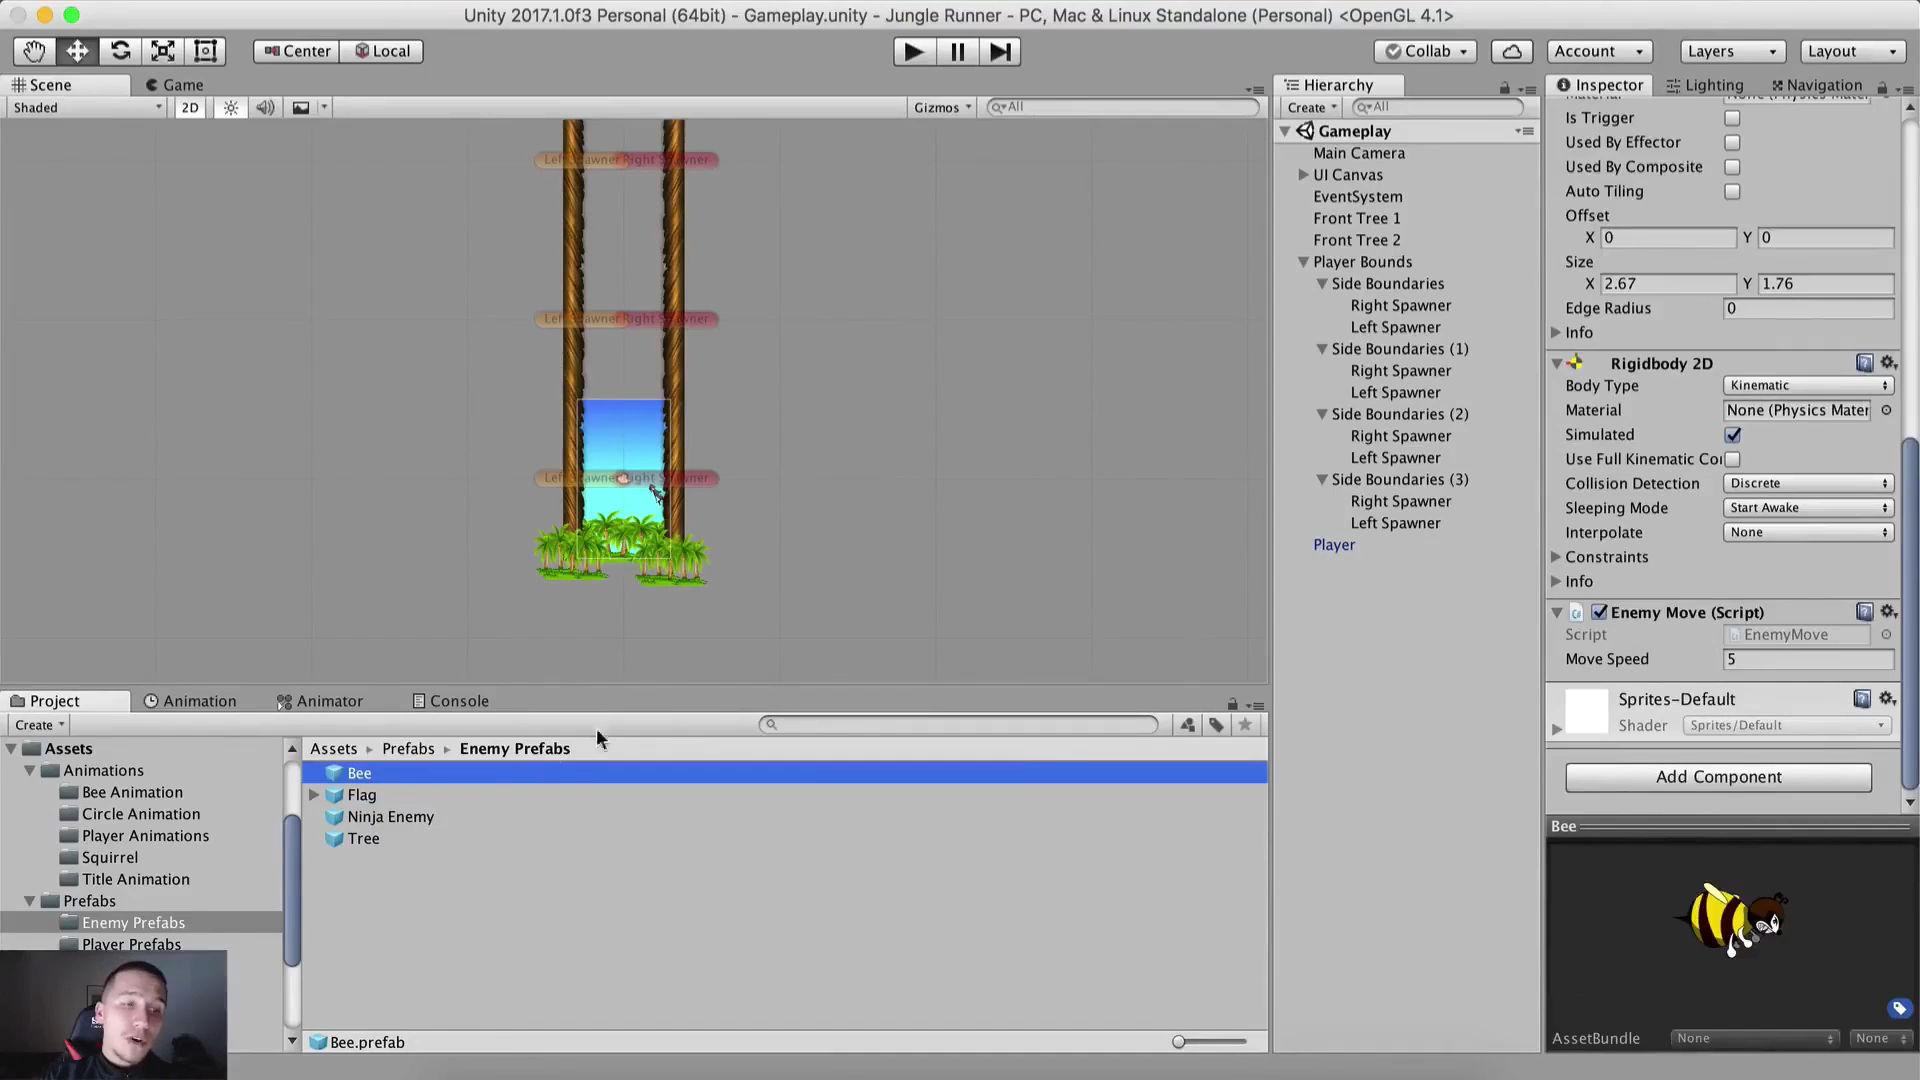 Unity 2017.1.0f3 Personal (64bit) - Gameplay.unity - Jungle Runner - PC, Mac & Linux Standalone (Personal) <OpenGL 4.1>
Center
Local
Collab
Account
Layers
Layout
Scene
Game
Shaded
2D
Gizmos
All
Left Spawner Right Spawner
Left Spawner Right Spawner
Left Spawner Right Spawner
Hierarchy
Create
All
Gameplay
Main Camera
UI Canvas
EventSystem
Front Tree 1
Front Tree 2
Player Bounds
Side Boundaries
Right Spawner
Left Spawner
Side Boundaries (1)
Right Spawner
Left Spawner
Side Boundaries (2)
Right Spawner
Left Spawner
Side Boundaries (3)
Right Spawner
Left Spawner
Player
Inspector
Lighting
Navigation
Is Trigger
Used By Effector
Used By Composite
Auto Tiling
Offset
X 0 Y 0
Size
X 2.67 Y 1.76
Edge Radius 0
Info
Rigidbody 2D
Body Type Kinematic
Material None (Physics Mater
Simulated
Use Full Kinematic Co
Collision Detection Discrete
Sleeping Mode Start Awake
Interpolate None
Constraints
Info
Enemy Move (Script)
Script EnemyMove
Move Speed 5
Sprites-Default
Shader Sprites/Default
Add Component
Bee
AssetBundle None None
Project
Animation
Animator
Console
Create
Assets
Animations
Bee Animation
Circle Animation
Player Animations
Squirrel
Title Animation
Prefabs
Enemy Prefabs
Player Prefabs
Assets Prefabs Enemy Prefabs
Bee
Flag
Ninja Enemy
Tree
Bee.prefab